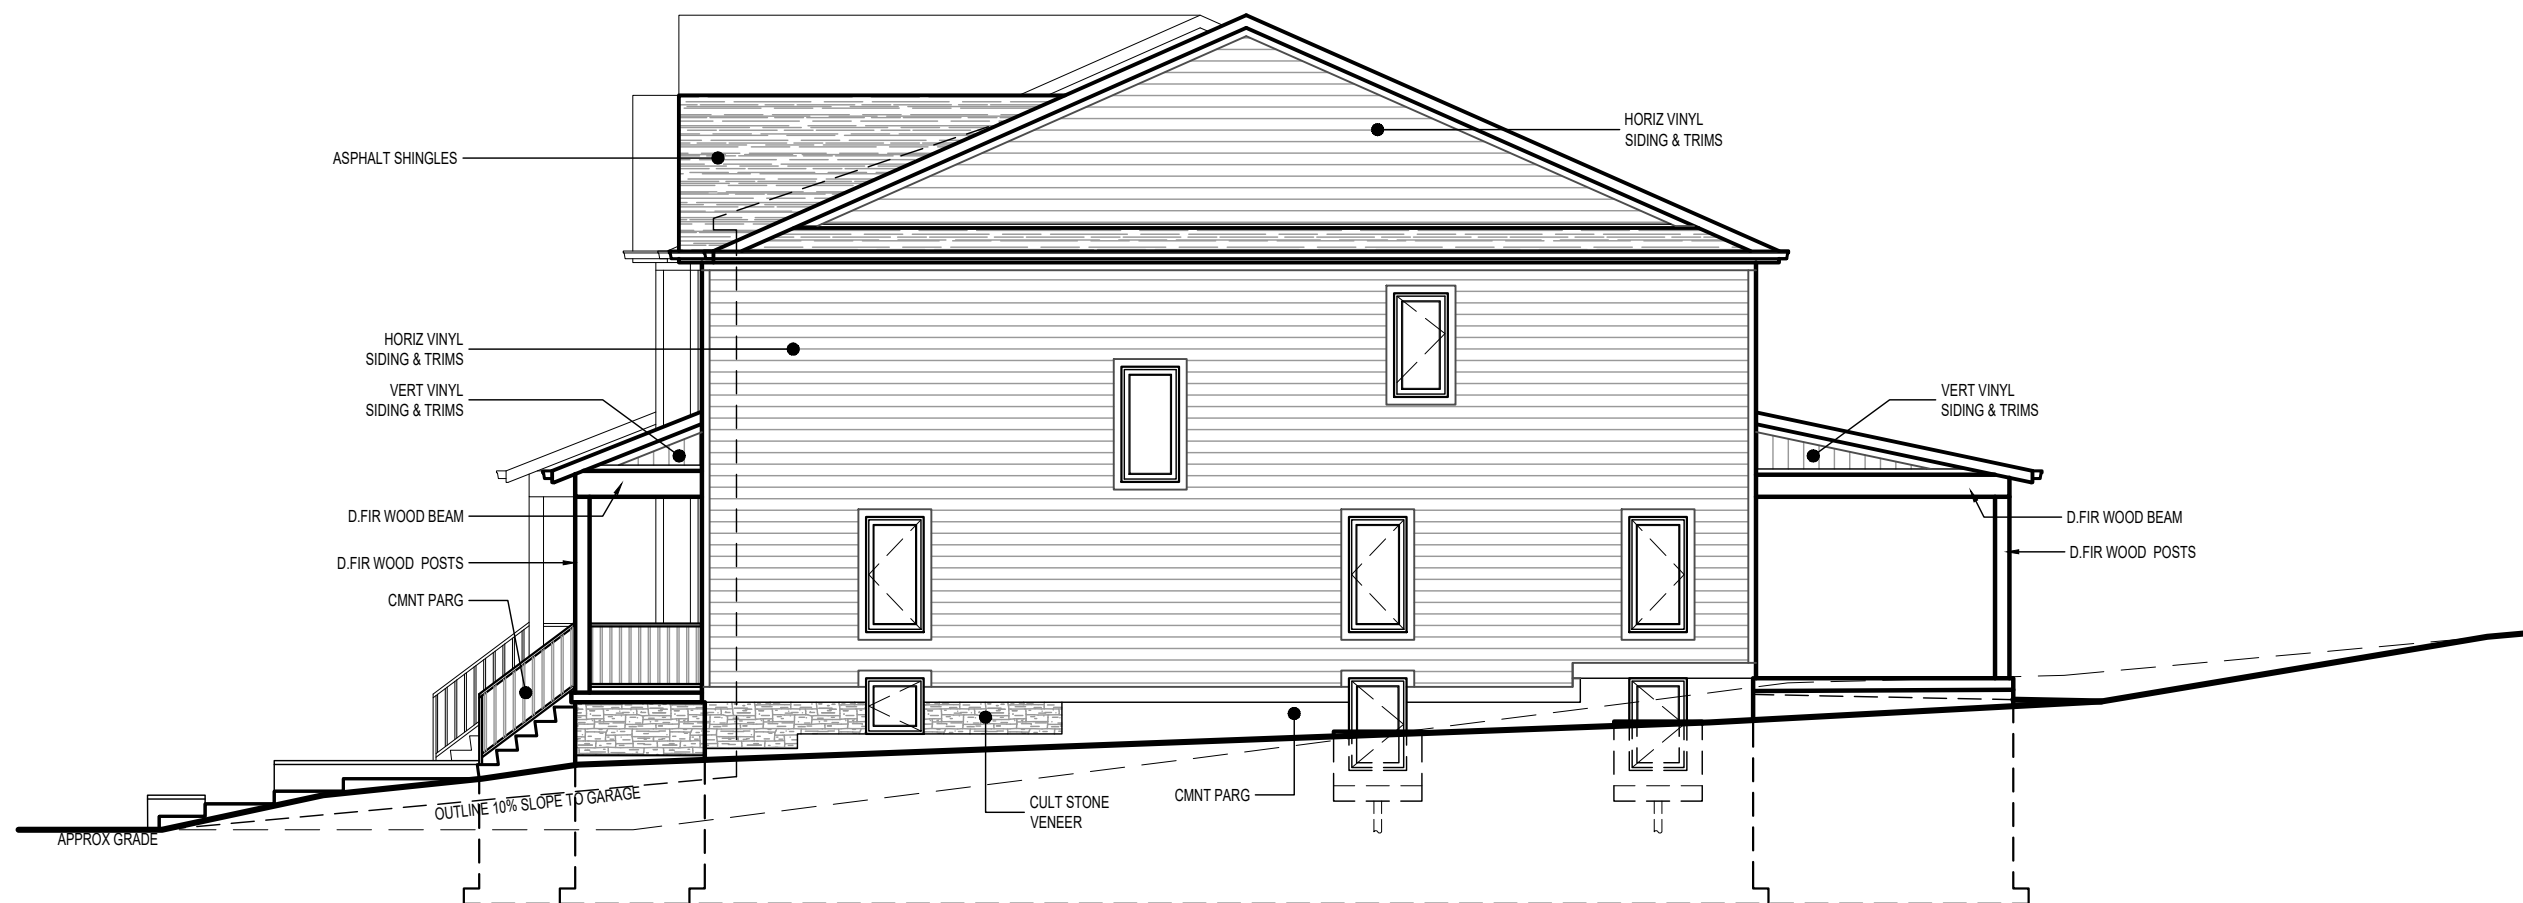 HORIZ VINYL
SIDING & TRIMS
ASPHALT SHINGLES
HORIZ VINYL
SIDING & TRIMS
VERT VINYL
SIDING & TRIMS
VERT VINYL
SIDING & TRIMS
D.FIR WOOD BEAM
D.FIR WOOD BEAM
D.FIR WOOD POSTS
D.FIR WOOD POSTS
CMNT PARG
OUTLINE 10% SLOPE TO GARAGE
CULT STONE
VENEER
CMNT PARG
APPROX GRADE